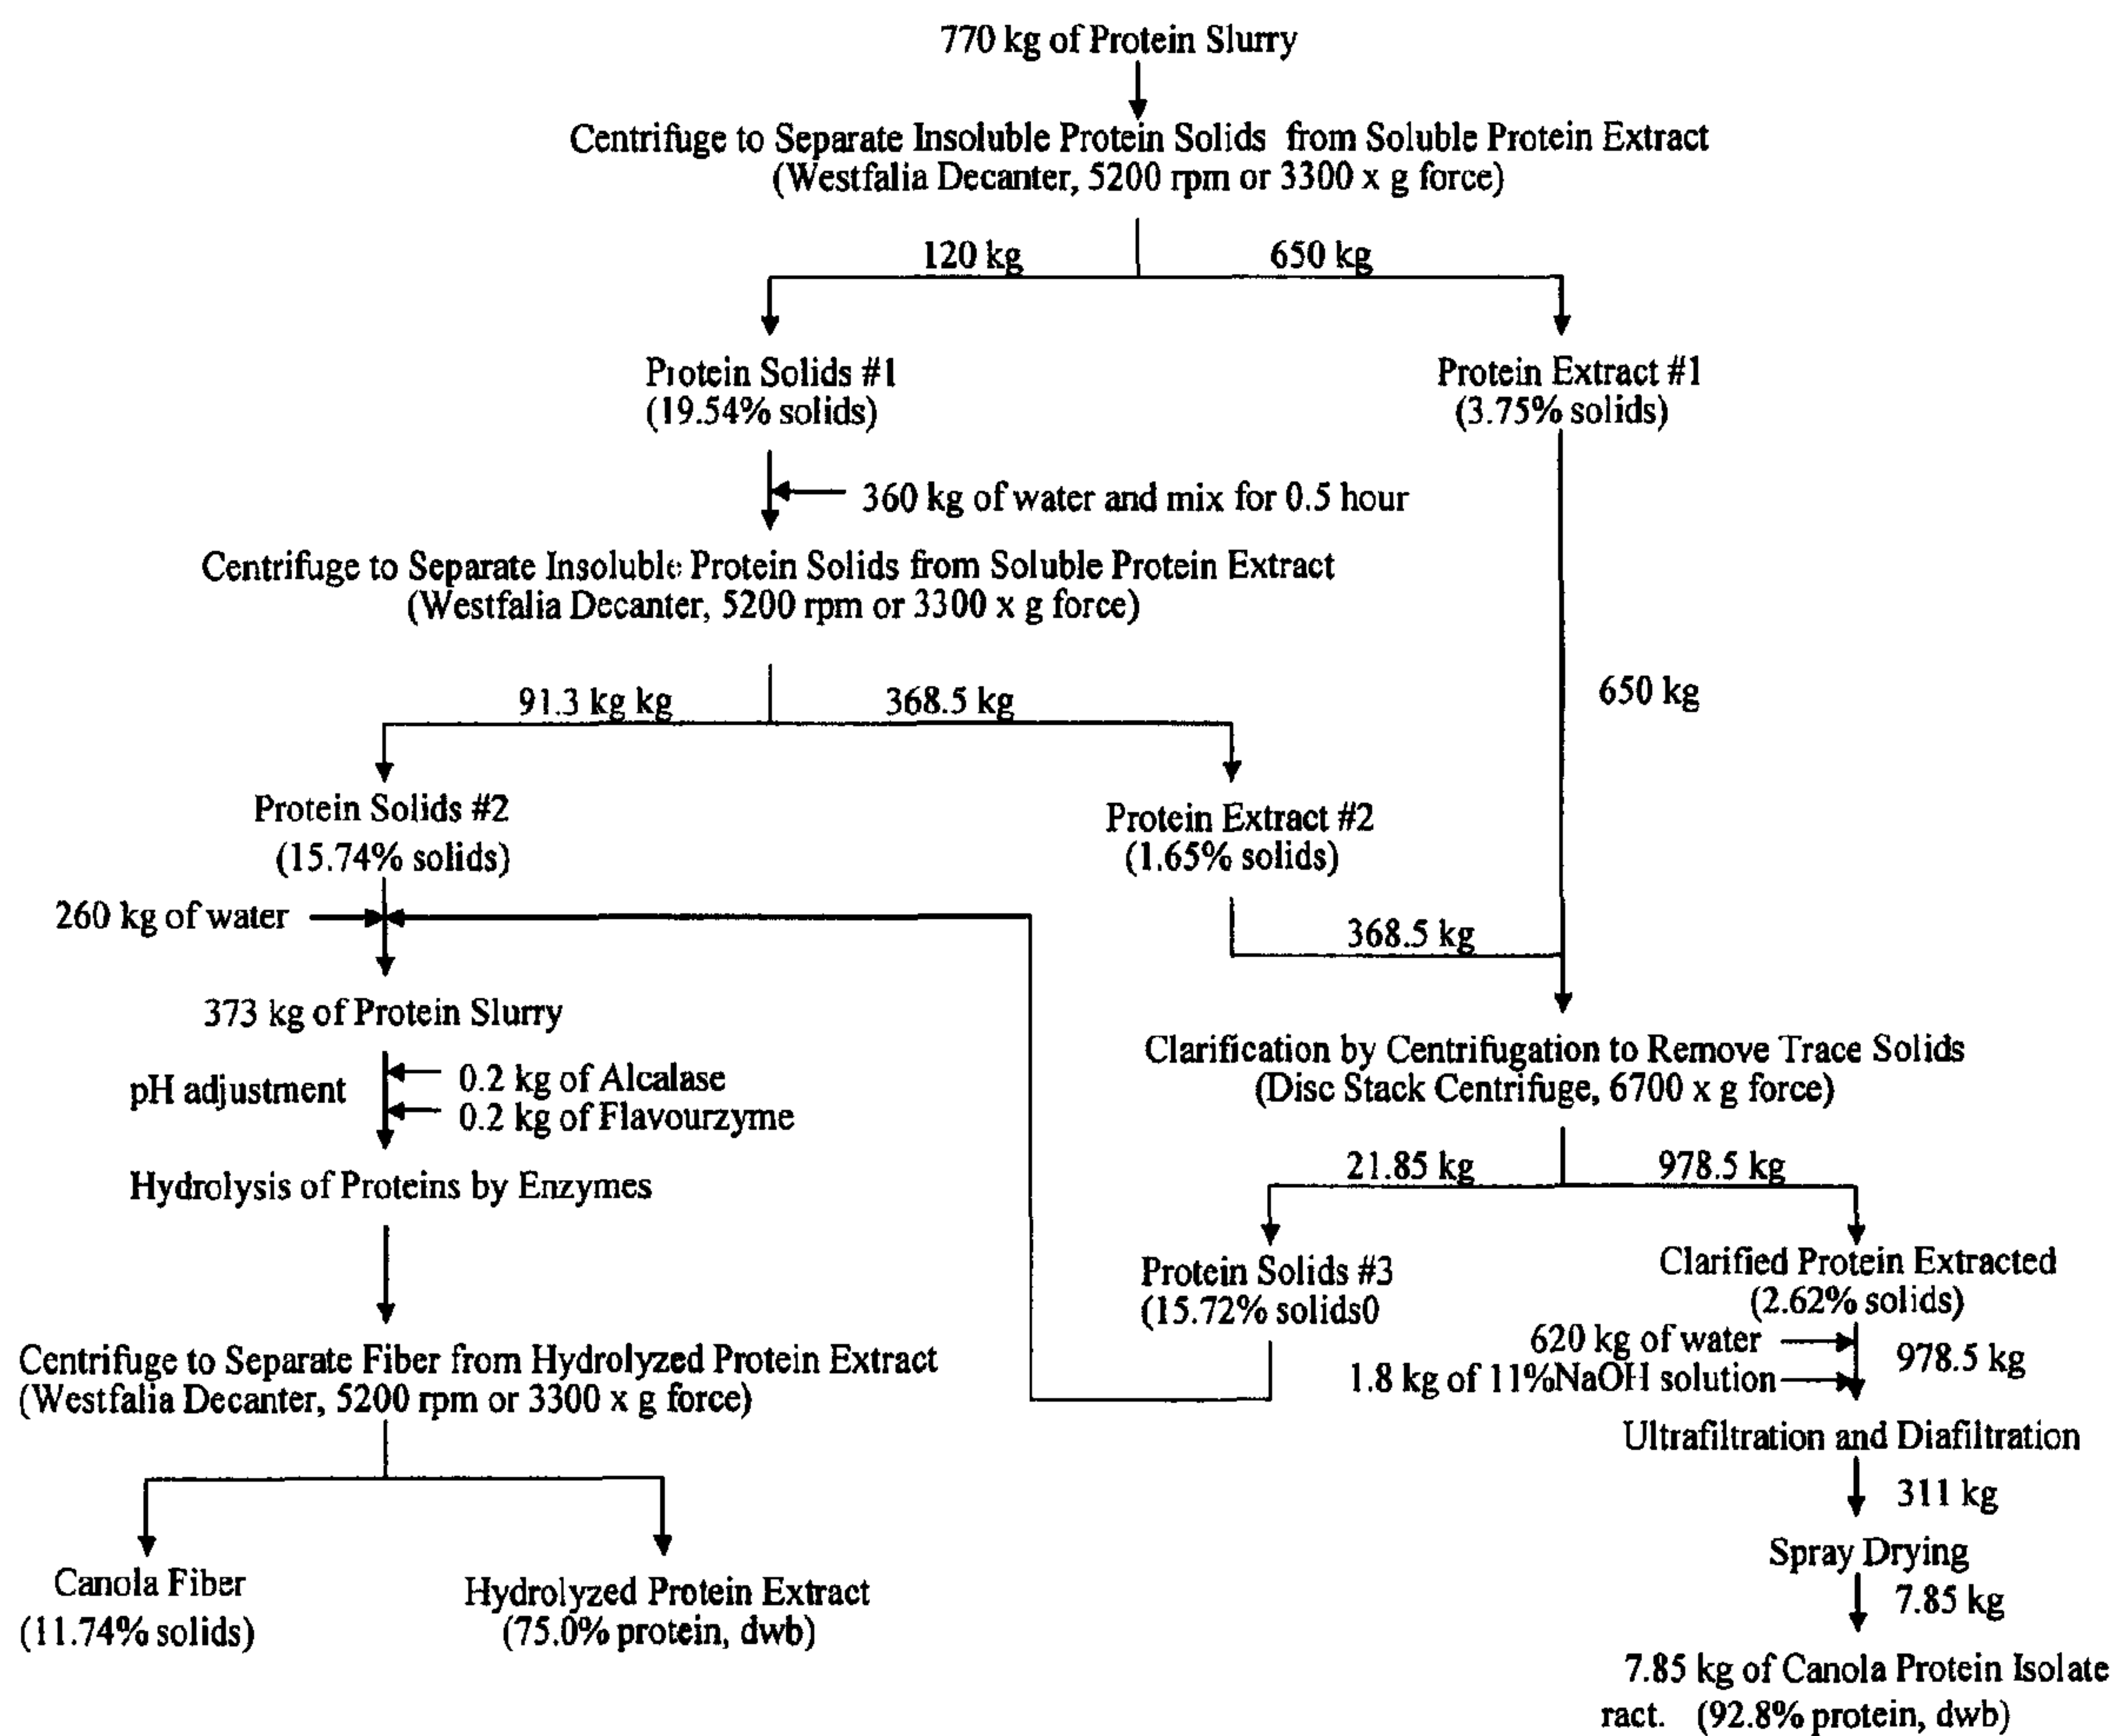 770 kg of Protein Slurry
Centrifuge to Separate Insoluble Protein Solids from Soluble Protein Extract
(Westfalia Decanter, 5200 rpm or 3300 x g force)
120 kg
650 kg
Protein Solids #1
(19.54% solids)
Protein Extract #1
(3.75% solids)
360 kg of water and mix for 0.5 hour
Centrifuge to Separate Insoluble Protein Solids from Soluble Protein Extract
(Westfalia Decanter, 5200 rpm or 3300 x g force)
91.3 kg kg
368.5 kg
650 kg
Protein Solids #2
(15.74% solids)
Protein Extract #2
(1.65% solids)
260 kg of water
368.5 kg
373 kg of Protein Slurry
pH adjustment
0.2 kg of Alcalase
0.2 kg of Flavourzyme
Hydrolysis of Proteins by Enzymes
Clarification by Centrifugation to Remove Trace Solids
(Disc Stack Centrifuge, 6700 x g force)
21.85 kg
978.5 kg
Protein Solids #3
(15.72% solids0
Clarified Protein Extracted
(2.62% solids)
620 kg of water
1.8 kg of 11%NaOH solution
978.5 kg
Centrifuge to Separate Fiber from Hydrolyzed Protein Extract
(Westfalia Decanter, 5200 rpm or 3300 x g force)
Ultrafiltration and Diafiltration
311 kg
Spray Drying
7.85 kg
Canola Fiber
(11.74% solids)
Hydrolyzed Protein Extract
(75.0% protein, dwb)
7.85 kg of Canola Protein Isolate
ract. (92.8% protein, dwb)